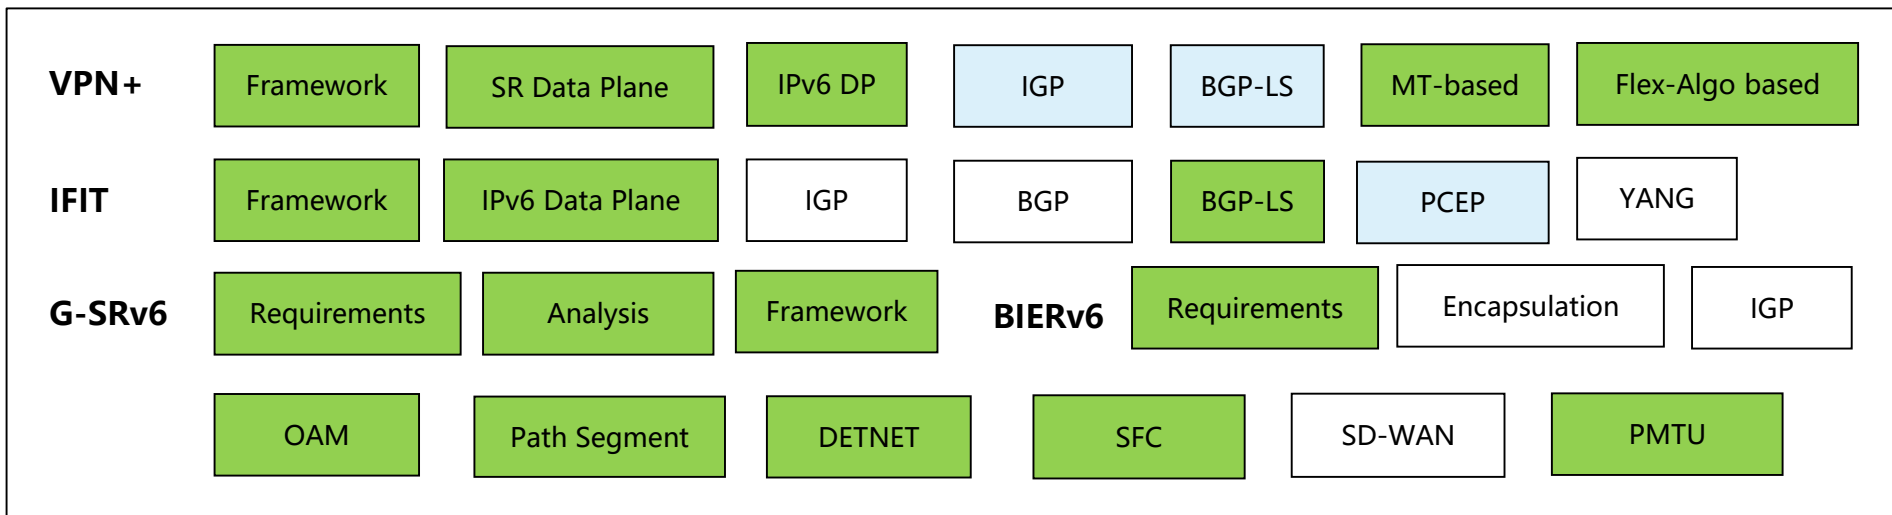 VPN+ Framework SR Data Plane IPv6 DP IGP BGP-LS MT-based Flex-Algo based
IFIT Framework IPv6 Data Plane IGP BGP BGP-LS PCEP YANG
G-SRv6 Requirements Analysis Framework BIERv6 Requirements Encapsulation IGP
OAM Path Segment DETNET SFC SD-WAN PMTU